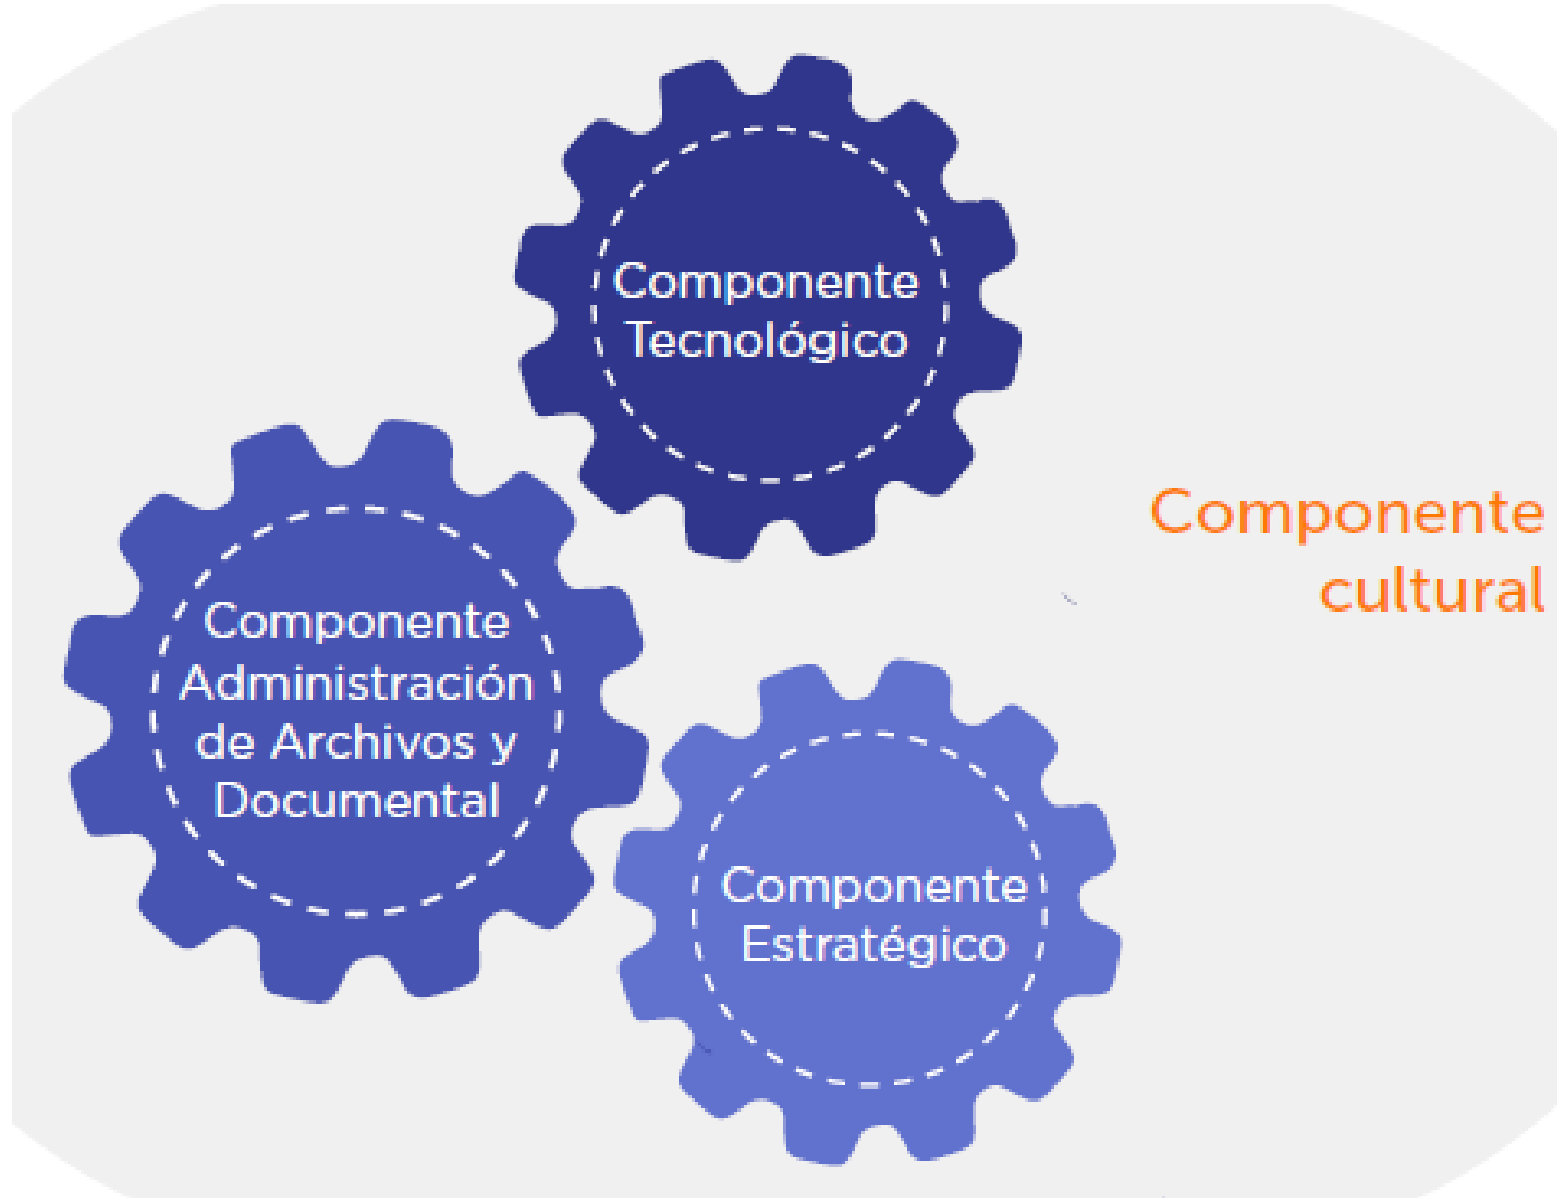 Componente
Tecnológico
Componente
cultural
Componente
Administración
de Archivos y
Documental
Componente
Estratégico